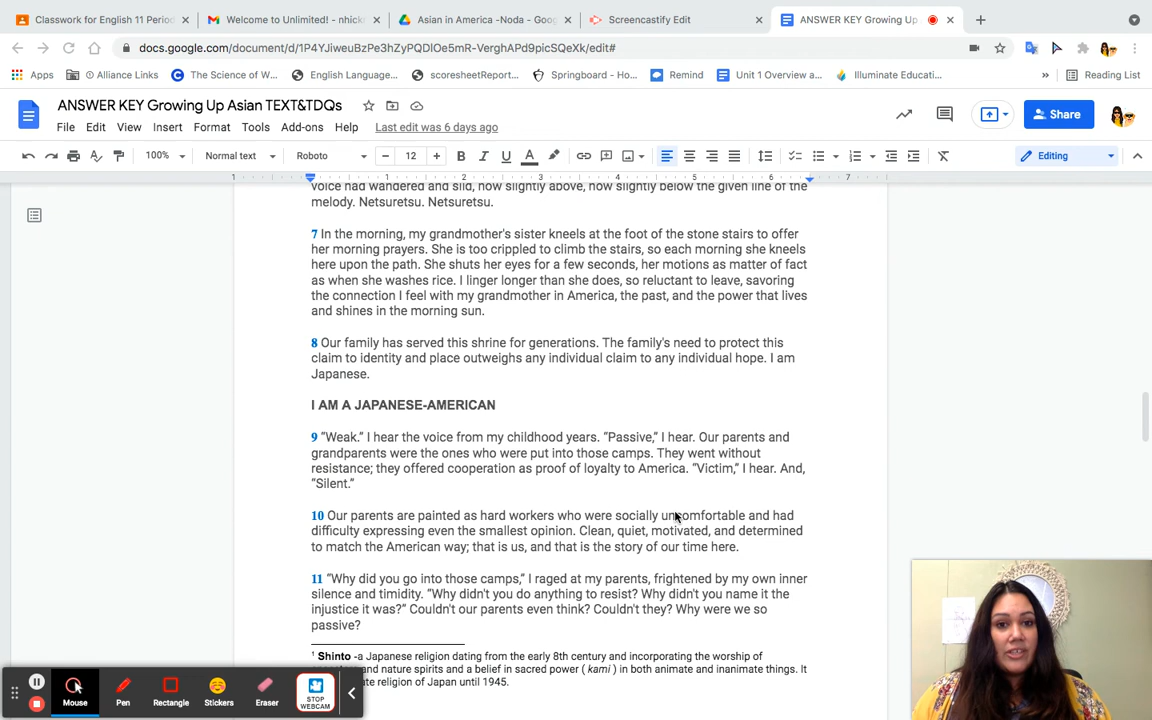 Classwork for English 11 Period
Welcome to Unlimited! - nhickn
Asian in America -Noda - Goog
Screencastify Edit
ANSWER KEY Growing Up
docs.google.com/document/d/1P4YJiweuBzPe3hZyPQDlOe5mR-VerghAPd9picSQeXk/edit#
Apps
Alliance Links
The Science of W...
English Language...
scoresheetReport...
Springboard - Ho...
Remind
Unit 1 Overview a...
Illuminate Educati...
»
Reading List
ANSWER KEY Growing Up Asian TEXT&TDQs
Share
File Edit View Insert Format Tools Add-ons Help Last edit was 6 days ago
100% Normal text Roboto − 12 + B I U A Editing
1 1 2 3 4 5 6 7
voice had wandered and slid, now slightly above, now slightly below the given line of the
melody. Netsuretsu. Netsuretsu.
7 In the morning, my grandmother's sister kneels at the foot of the stone stairs to offer
her morning prayers. She is too crippled to climb the stairs, so each morning she kneels
here upon the path. She shuts her eyes for a few seconds, her motions as matter of fact
as when she washes rice. I linger longer than she does, so reluctant to leave, savoring
the connection I feel with my grandmother in America, the past, and the power that lives
and shines in the morning sun.
8 Our family has served this shrine for generations. The family's need to protect this
claim to identity and place outweighs any individual claim to any individual hope. I am
Japanese.
I AM A JAPANESE-AMERICAN
9 "Weak." I hear the voice from my childhood years. "Passive," I hear. Our parents and
grandparents were the ones who were put into those camps. They went without
resistance; they offered cooperation as proof of loyalty to America. "Victim," I hear. And,
"Silent."
10 Our parents are painted as hard workers who were socially uncomfortable and had
difficulty expressing even the smallest opinion. Clean, quiet, motivated, and determined
to match the American way; that is us, and that is the story of our time here.
11 "Why did you go into those camps," I raged at my parents, frightened by my own inner
silence and timidity. "Why didn't you do anything to resist? Why didn't you name it the
injustice it was?" Couldn't our parents even think? Couldn't they? Why were we so
passive?
1 Shinto -a Japanese religion dating from the early 8th century and incorporating the worship of
and nature spirits and a belief in sacred power ( kami ) in both animate and inanimate things. It
religion of Japan until 1945.
Mouse
Pen
Rectangle
Stickers
Eraser
STOP
WEBCAM